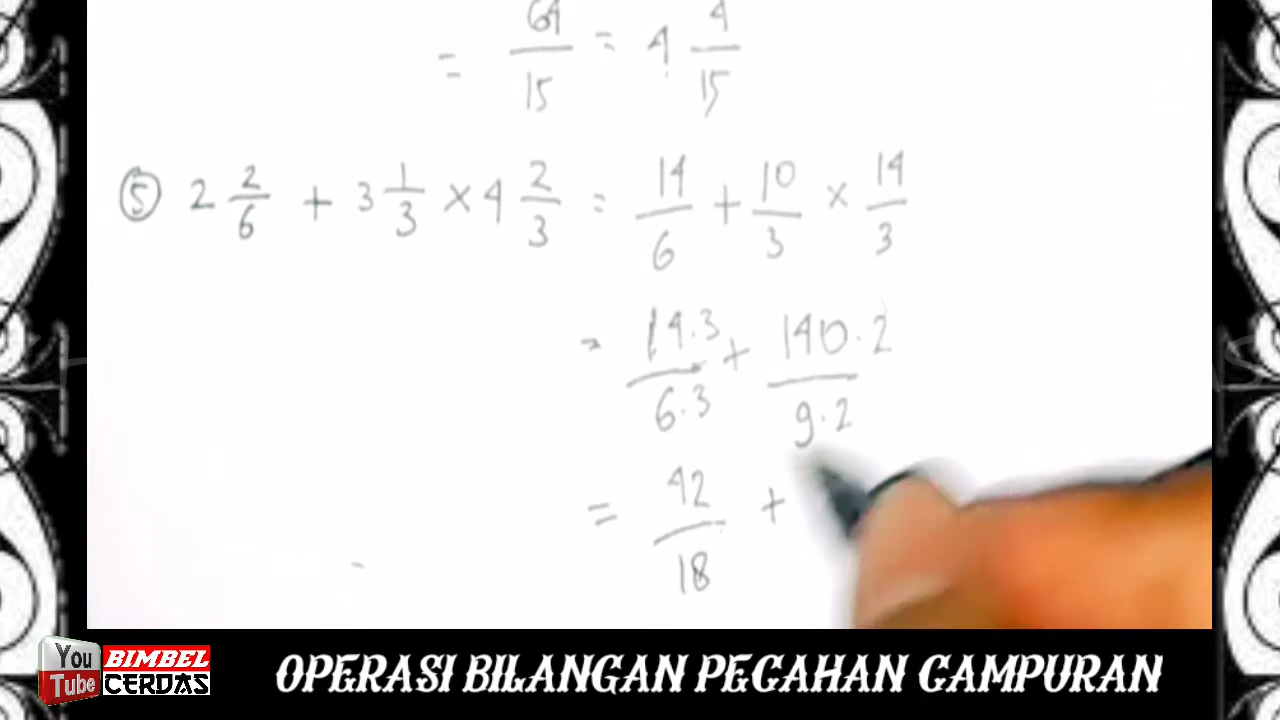 = 64/15 = 4 4/15
⑤ 2 2/6 + 3 1/3 × 4 2/3 = 14/6 + 10/3 × 14/3
= 14.3/6.3 + 140.2/9.2
= 42/18 +
You Tube BIMBEL CERDAS
OPERASI BILANGAN PECAHAN CAMPURAN